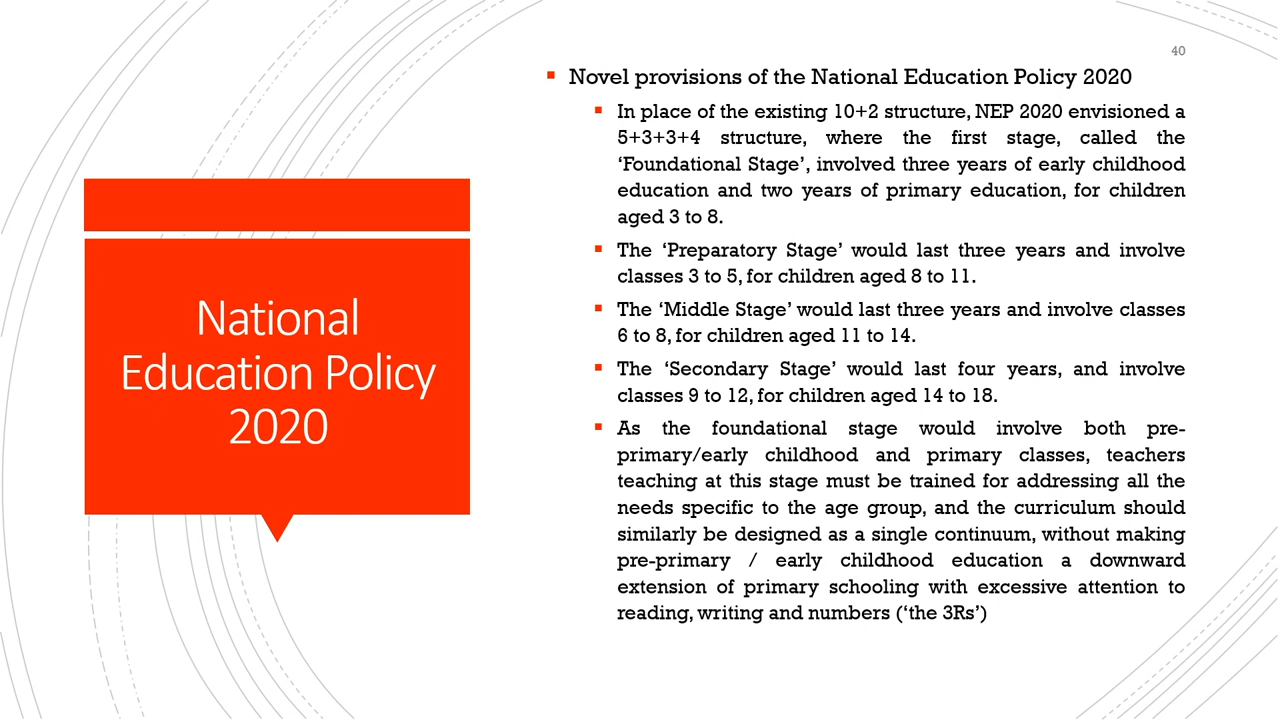 40
National
Education Policy
2020
Novel provisions of the National Education Policy 2020
In place of the existing 10+2 structure, NEP 2020 envisioned a
5+3+3+4 structure, where the first stage, called the
‘Foundational Stage’, involved three years of early childhood
education and two years of primary education, for children
aged 3 to 8.
The ‘Preparatory Stage’ would last three years and involve
classes 3 to 5, for children aged 8 to 11.
The ‘Middle Stage’ would last three years and involve classes
6 to 8, for children aged 11 to 14.
The ‘Secondary Stage’ would last four years, and involve
classes 9 to 12, for children aged 14 to 18.
As the foundational stage would involve both pre-
primary/early childhood and primary classes, teachers
teaching at this stage must be trained for addressing all the
needs specific to the age group, and the curriculum should
similarly be designed as a single continuum, without making
pre-primary / early childhood education a downward
extension of primary schooling with excessive attention to
reading, writing and numbers (‘the 3Rs’)